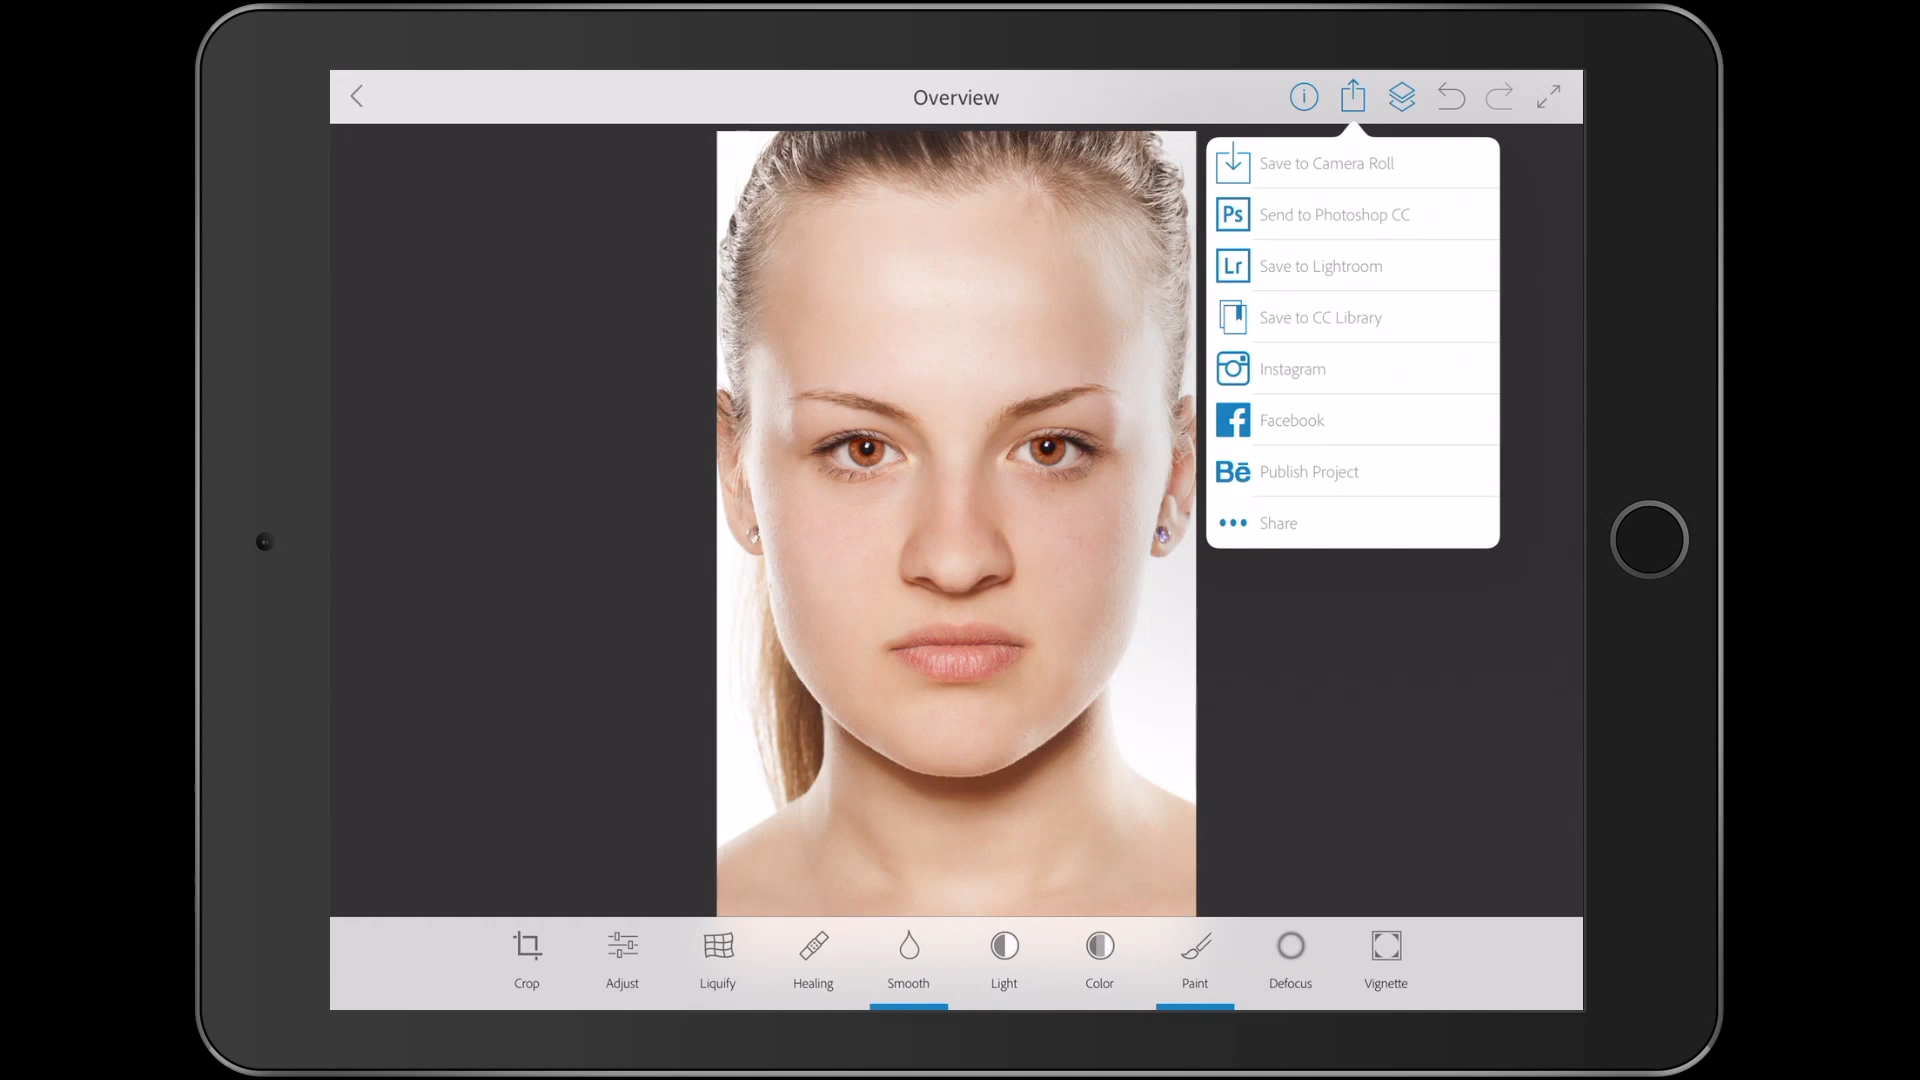 Overview
Save to Camera Roll
Ps Send to Photoshop CC
Lr Save to Lightroom
Save to CC Library
Instagram
f Facebook
Bē Publish Project
Share
Crop Adjust Liquify Healing Smooth Light Color Paint Defocus Vignette